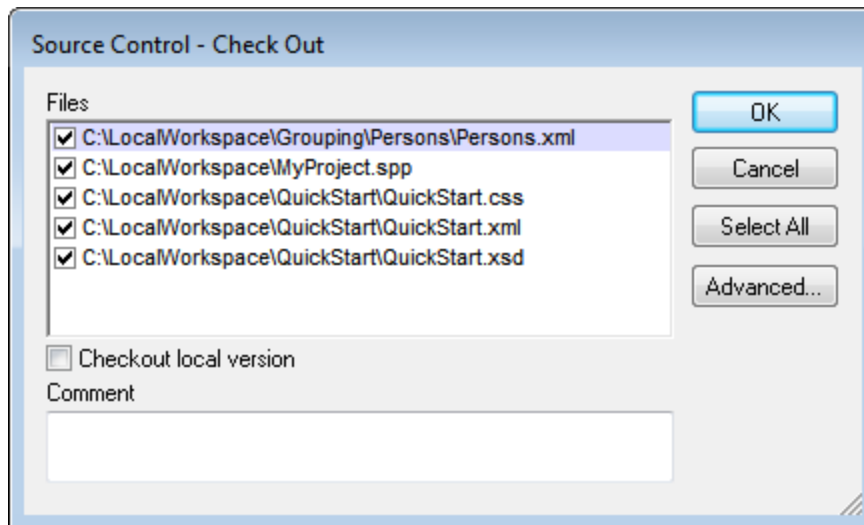 Source Control - Check Out
Files
C:\LocalWorkspace\Grouping\Persons\Persons.xml
C:\LocalWorkspace\MyProject.spp
C:\LocalWorkspace\QuickStart\QuickStart.css
C:\LocalWorkspace\QuickStart\QuickStart.xml
C:\LocalWorkspace\QuickStart\QuickStart.xsd
Checkout local version
Comment
OK
Cancel
Select All
Advanced...